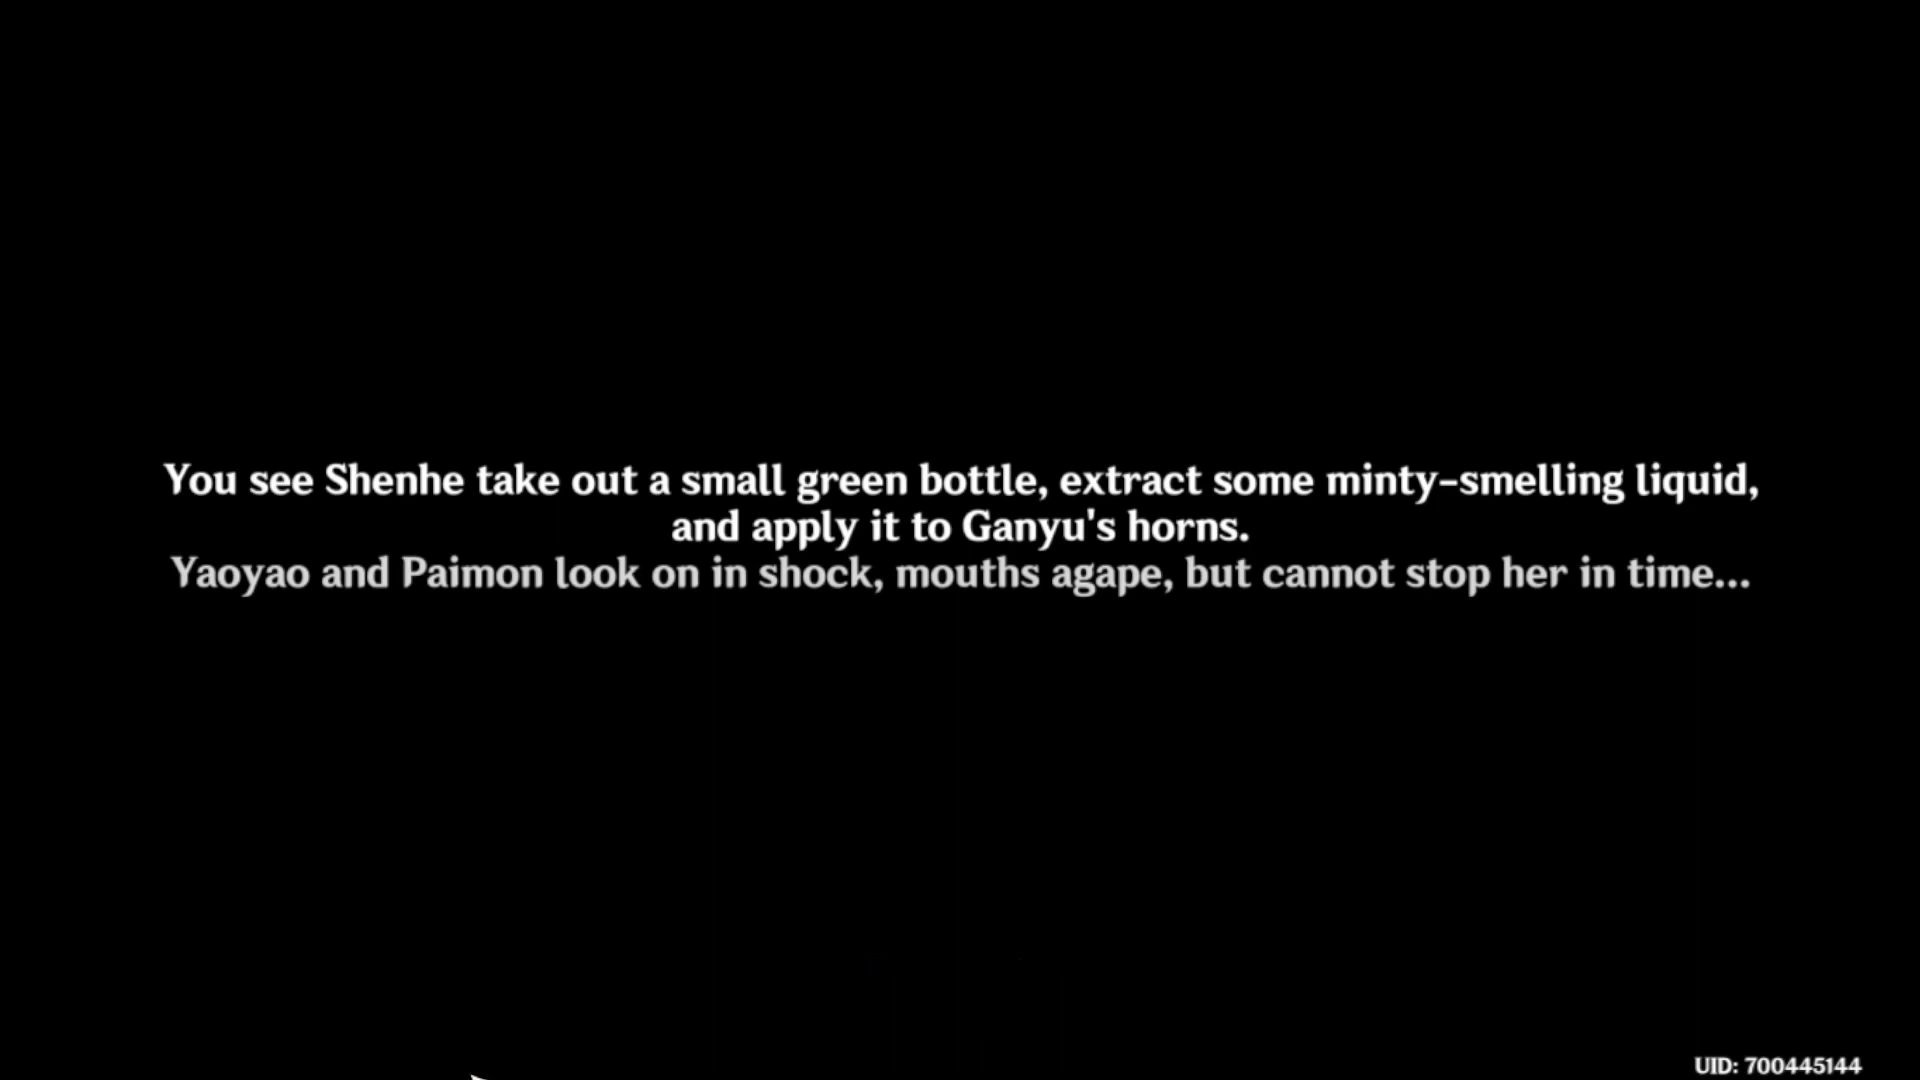 You see Shenhe take out a small green bottle, extract some minty-smelling liquid,
and apply it to Ganyu's horns.
Yaoyao and Paimon look on in shock, mouths agape, but cannot stop her in time...
UID: 700445144